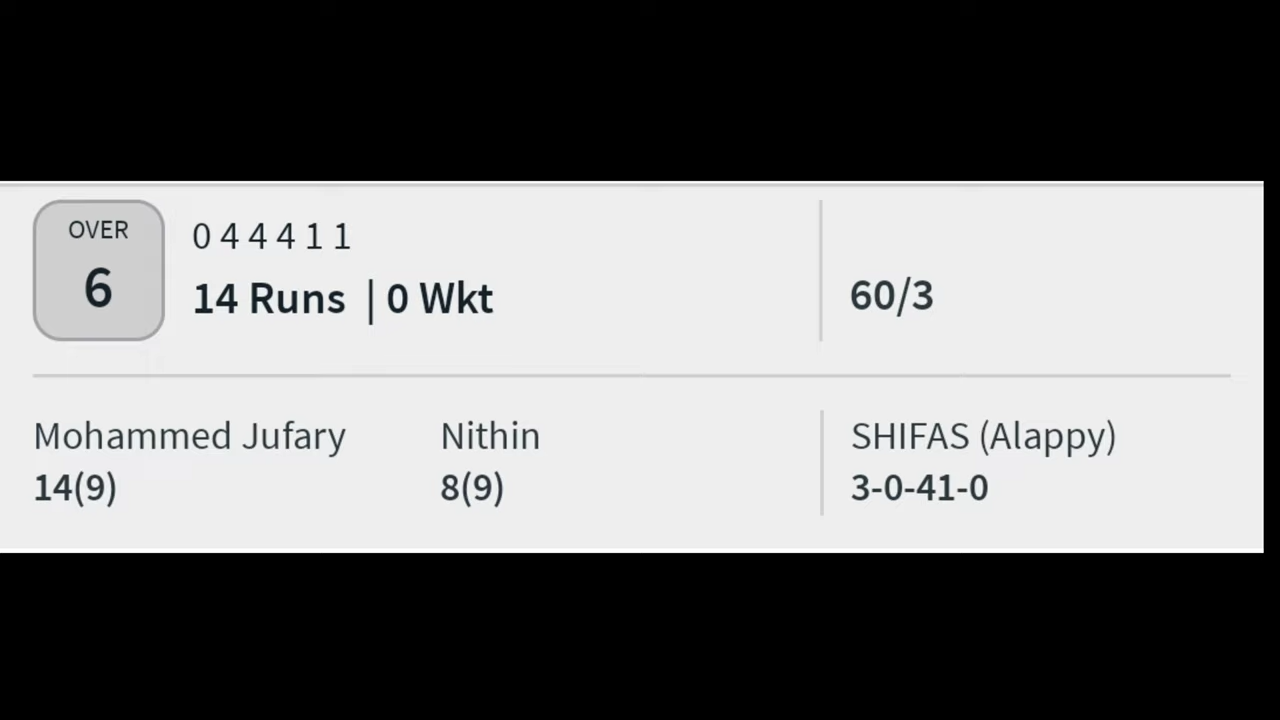 OVER
6
0 4 4 4 1 1
14 Runs | 0 Wkt
60/3
Mohammed Jufary
14(9)
Nithin
8(9)
SHIFAS (Alappy)
3-0-41-0